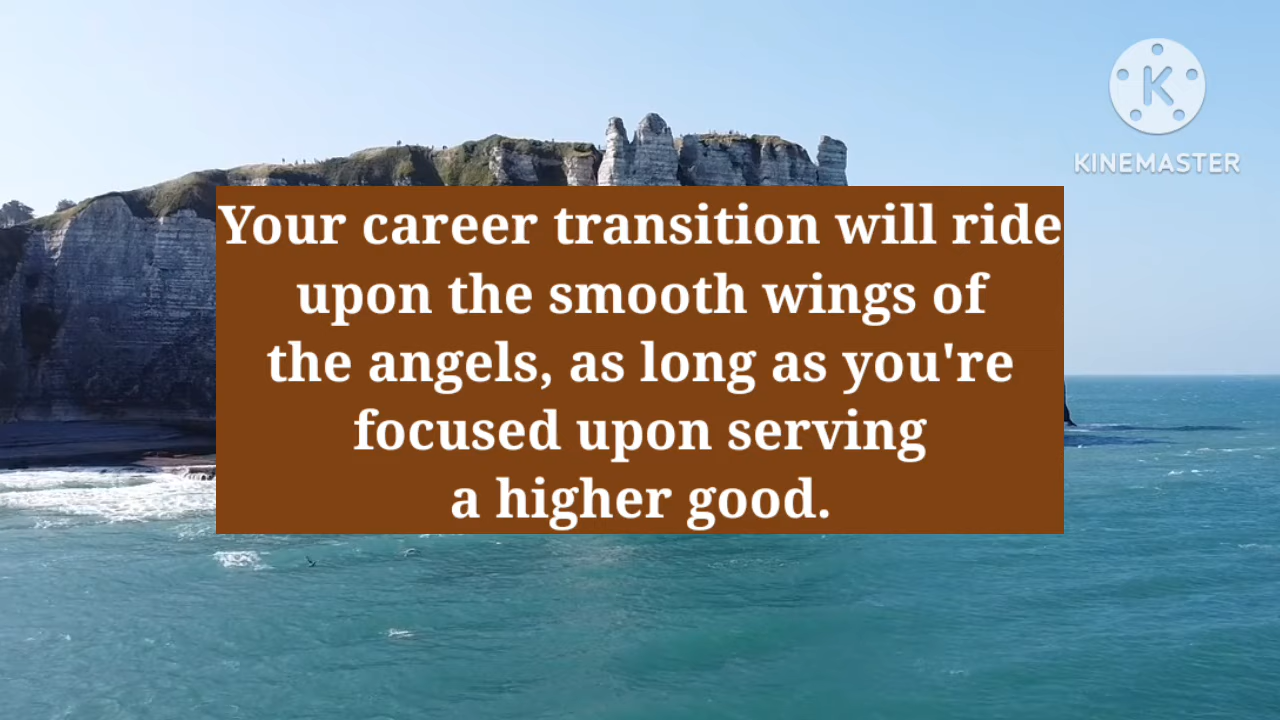 KINEMASTER
Your career transition will ride
upon the smooth wings of
the angels, as long as you're
focused upon serving
a higher good.